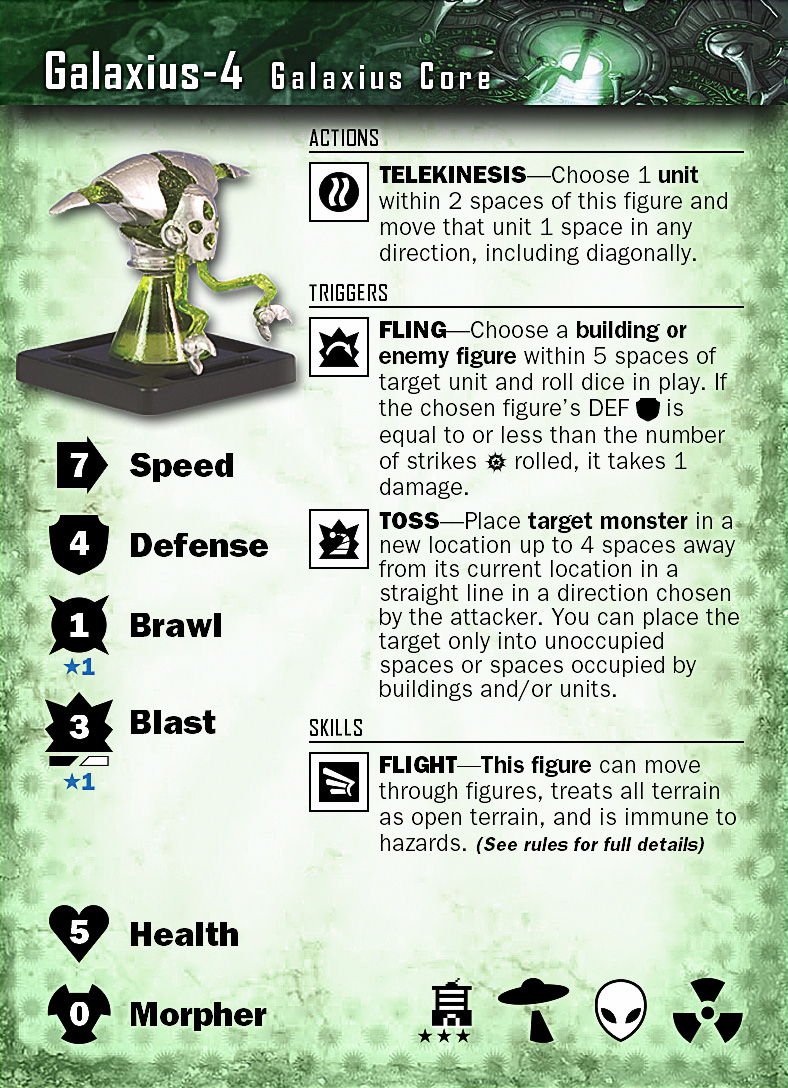 Galaxius-4 Galaxius Core
ACTIONS
TELEKINESIS—Choose 1 unit
within 2 spaces of this figure and
move that unit 1 space in any
direction, including diagonally.
TRIGGERS
FLING—Choose a building or
enemy figure within 5 spaces of
target unit and roll dice in play. If
the chosen figure's DEF is
equal to or less than the number
of strikes rolled, it takes 1
damage.
TOSS—Place target monster in a
new location up to 4 spaces away
from its current location in a
straight line in a direction chosen
by the attacker. You can place the
target only into unoccupied
spaces or spaces occupied by
buildings and/or units.
SKILLS
FLIGHT—This figure can move
through figures, treats all terrain
as open terrain, and is immune to
hazards. (See rules for full details)
7 Speed
4 Defense
1 Brawl
★1
3 Blast
★1
5 Health
0 Morpher
★★★